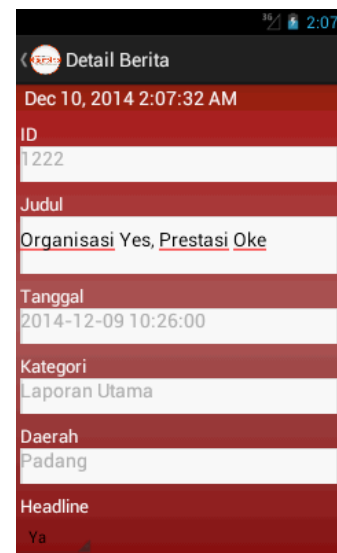 36 2:07
Detail Berita
Dec 10, 2014 2:07:32 AM
ID
1222
Judul
Organisasi Yes, Prestasi Oke
Tanggal
2014-12-09 10:26:00
Kategori
Laporan Utama
Daerah
Padang
Headline
Ya